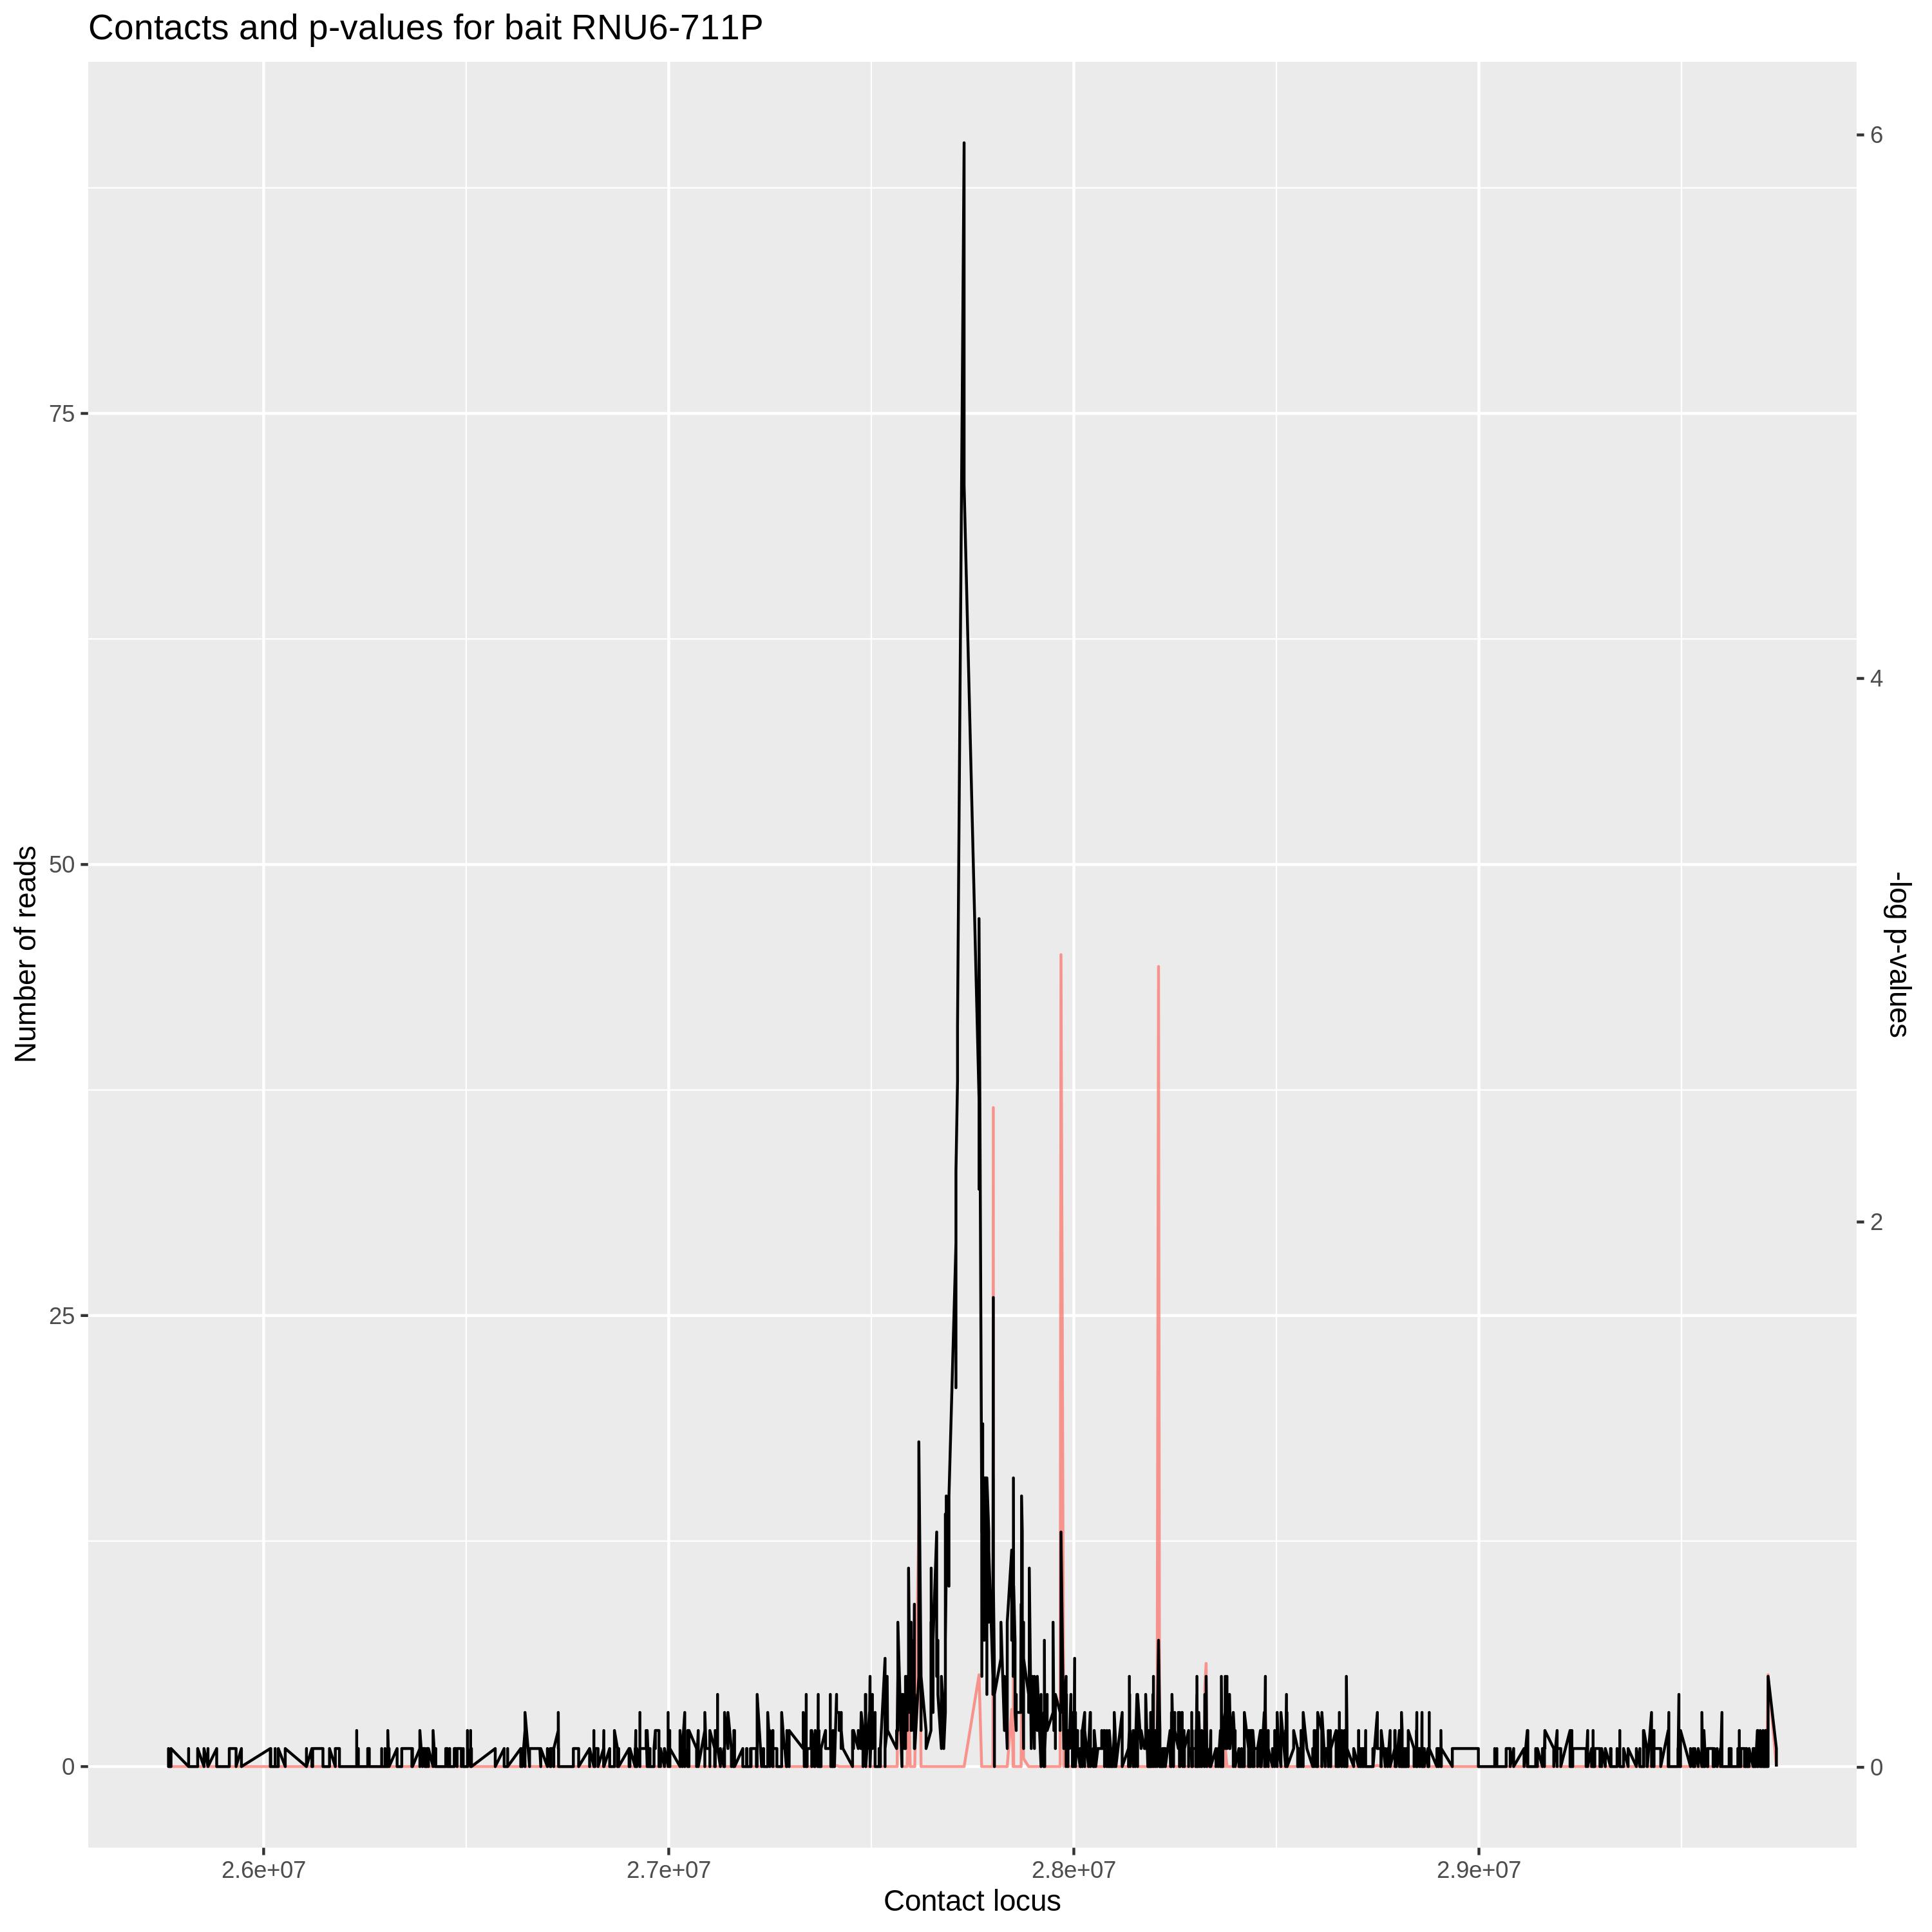 Contacts and p-values for bait RNU6-711P
6
75
4
50
Number of reads
-log p-values
2
25
0
0
2.6e+07
2.7e+07
2.8e+07
2.9e+07
Contact locus